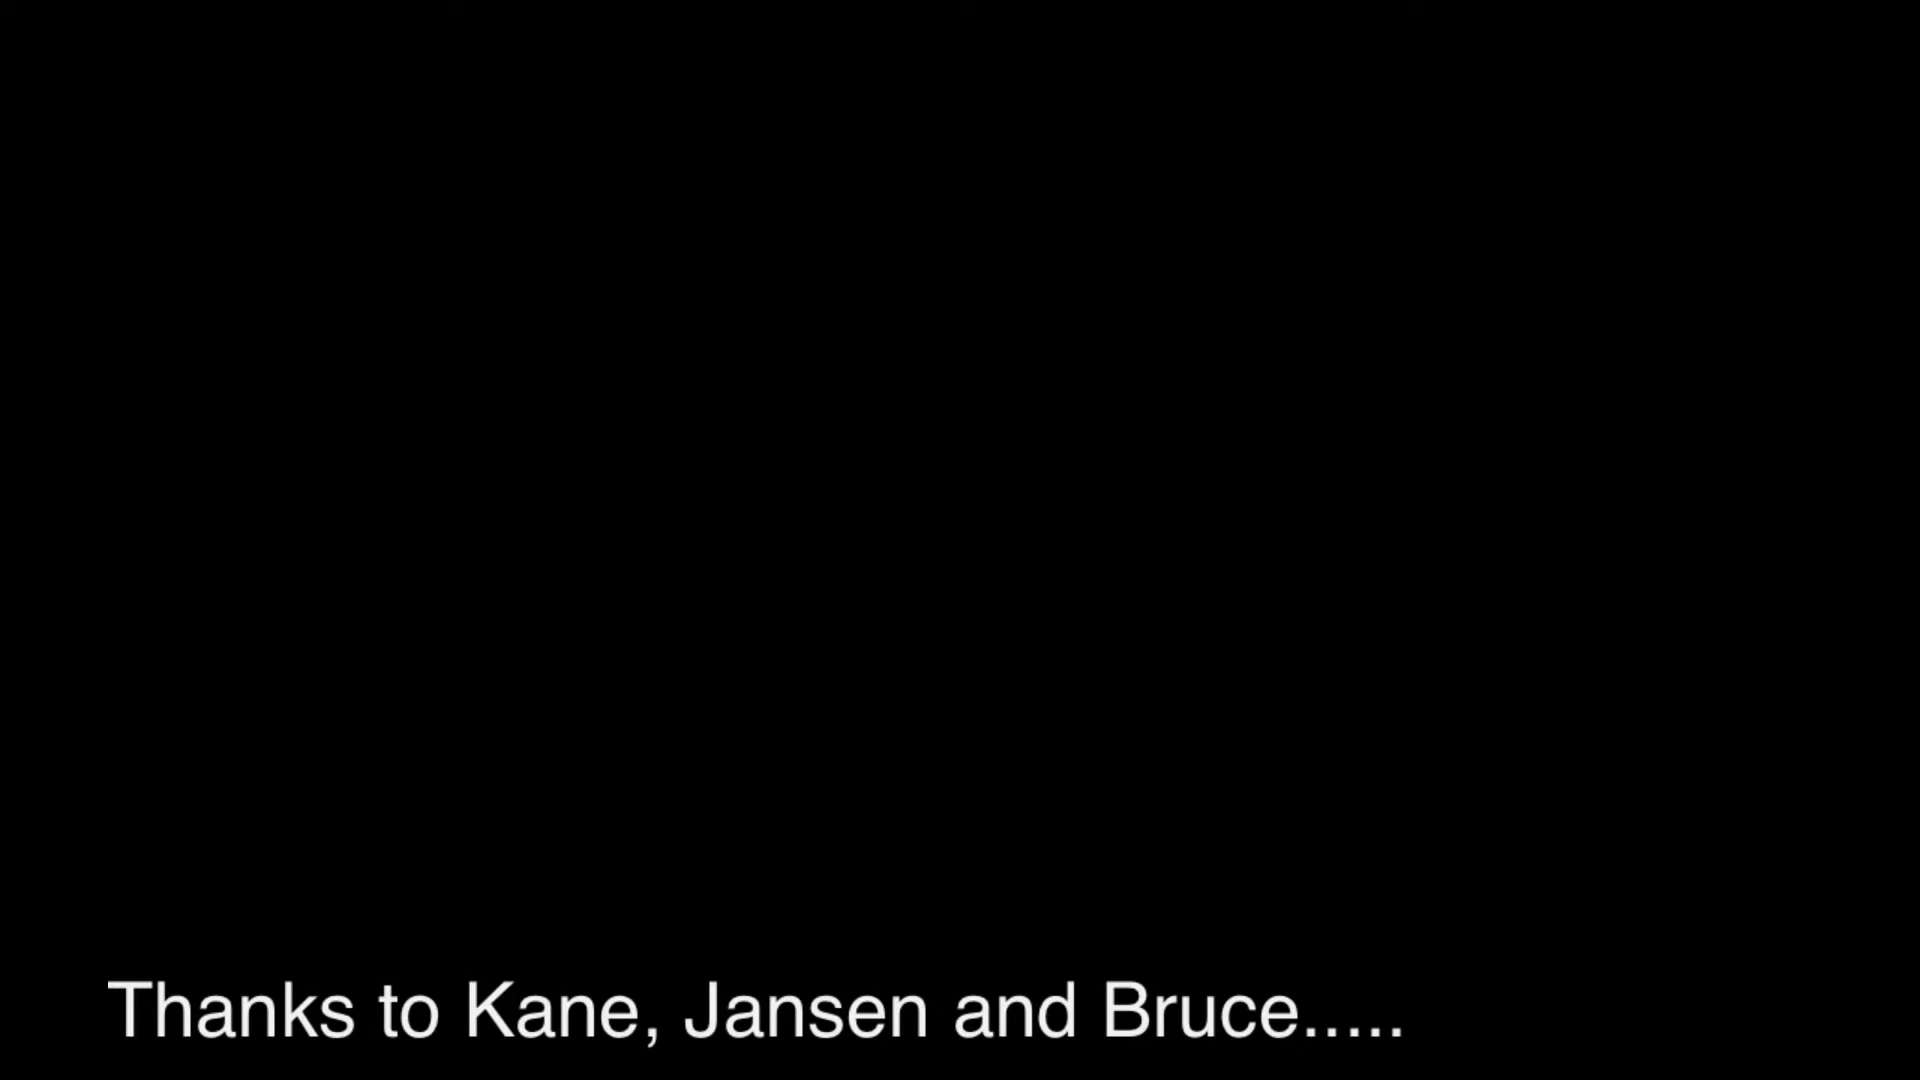 Thanks to Kane, Jansen and Bruce.....